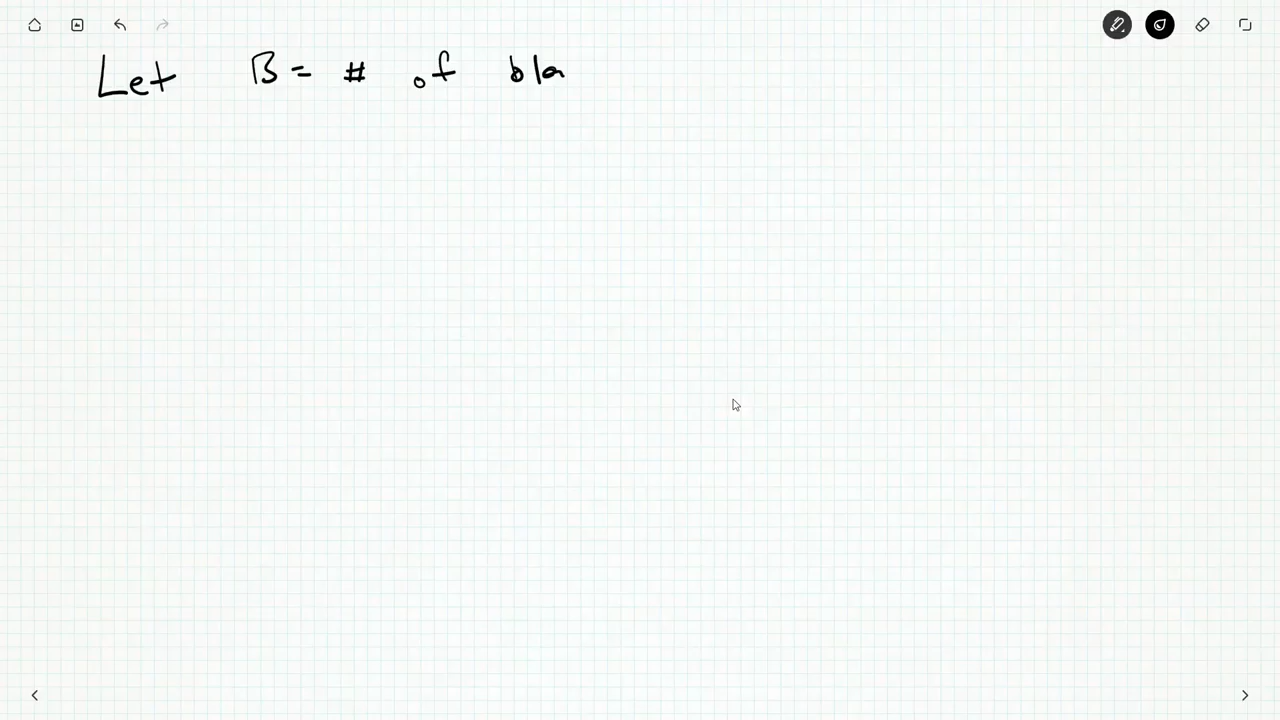 Let B = # of bla